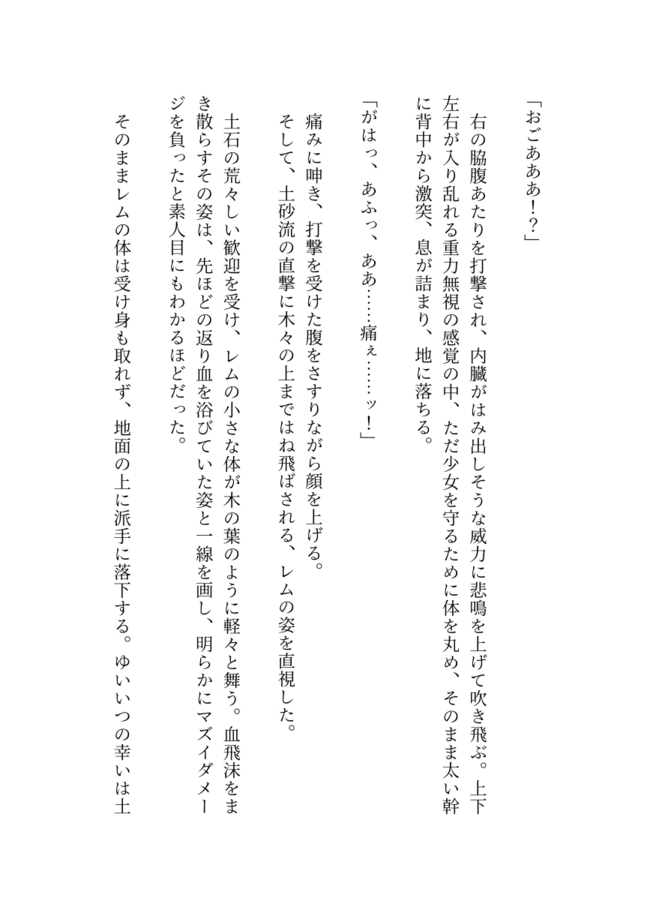 「おごあああ！？」
右の脇腹あたりを打撃され、内臓がはみ出しそうな威力に悲鳴を上げて吹き飛ぶ。上下
左右が入り乱れる重力無視の感覚の中、ただ少女を守るために体を丸め、そのまま太い幹
に背中から激突、息が詰まり、地に落ちる。
「がはっ、あふっ、ああ……痛ぇ……ッ！」
痛みに呻き、打撃を受けた腹をさすりながら顔を上げる。
そして、土砂流の直撃に木々の上まではね飛ばされる、レムの姿を直視した。
土石の荒々しい歓迎を受け、レムの小さな体が木の葉のように軽々と舞う。血飛沫をま
き散らすその姿は、先ほどの返り血を浴びていた姿と一線を画し、明らかにマズイダメー
ジを負ったと素人目にもわかるほどだった。
そのままレムの体は受け身も取れず、地面の上に派手に落下する。ゆいいつの幸いは土